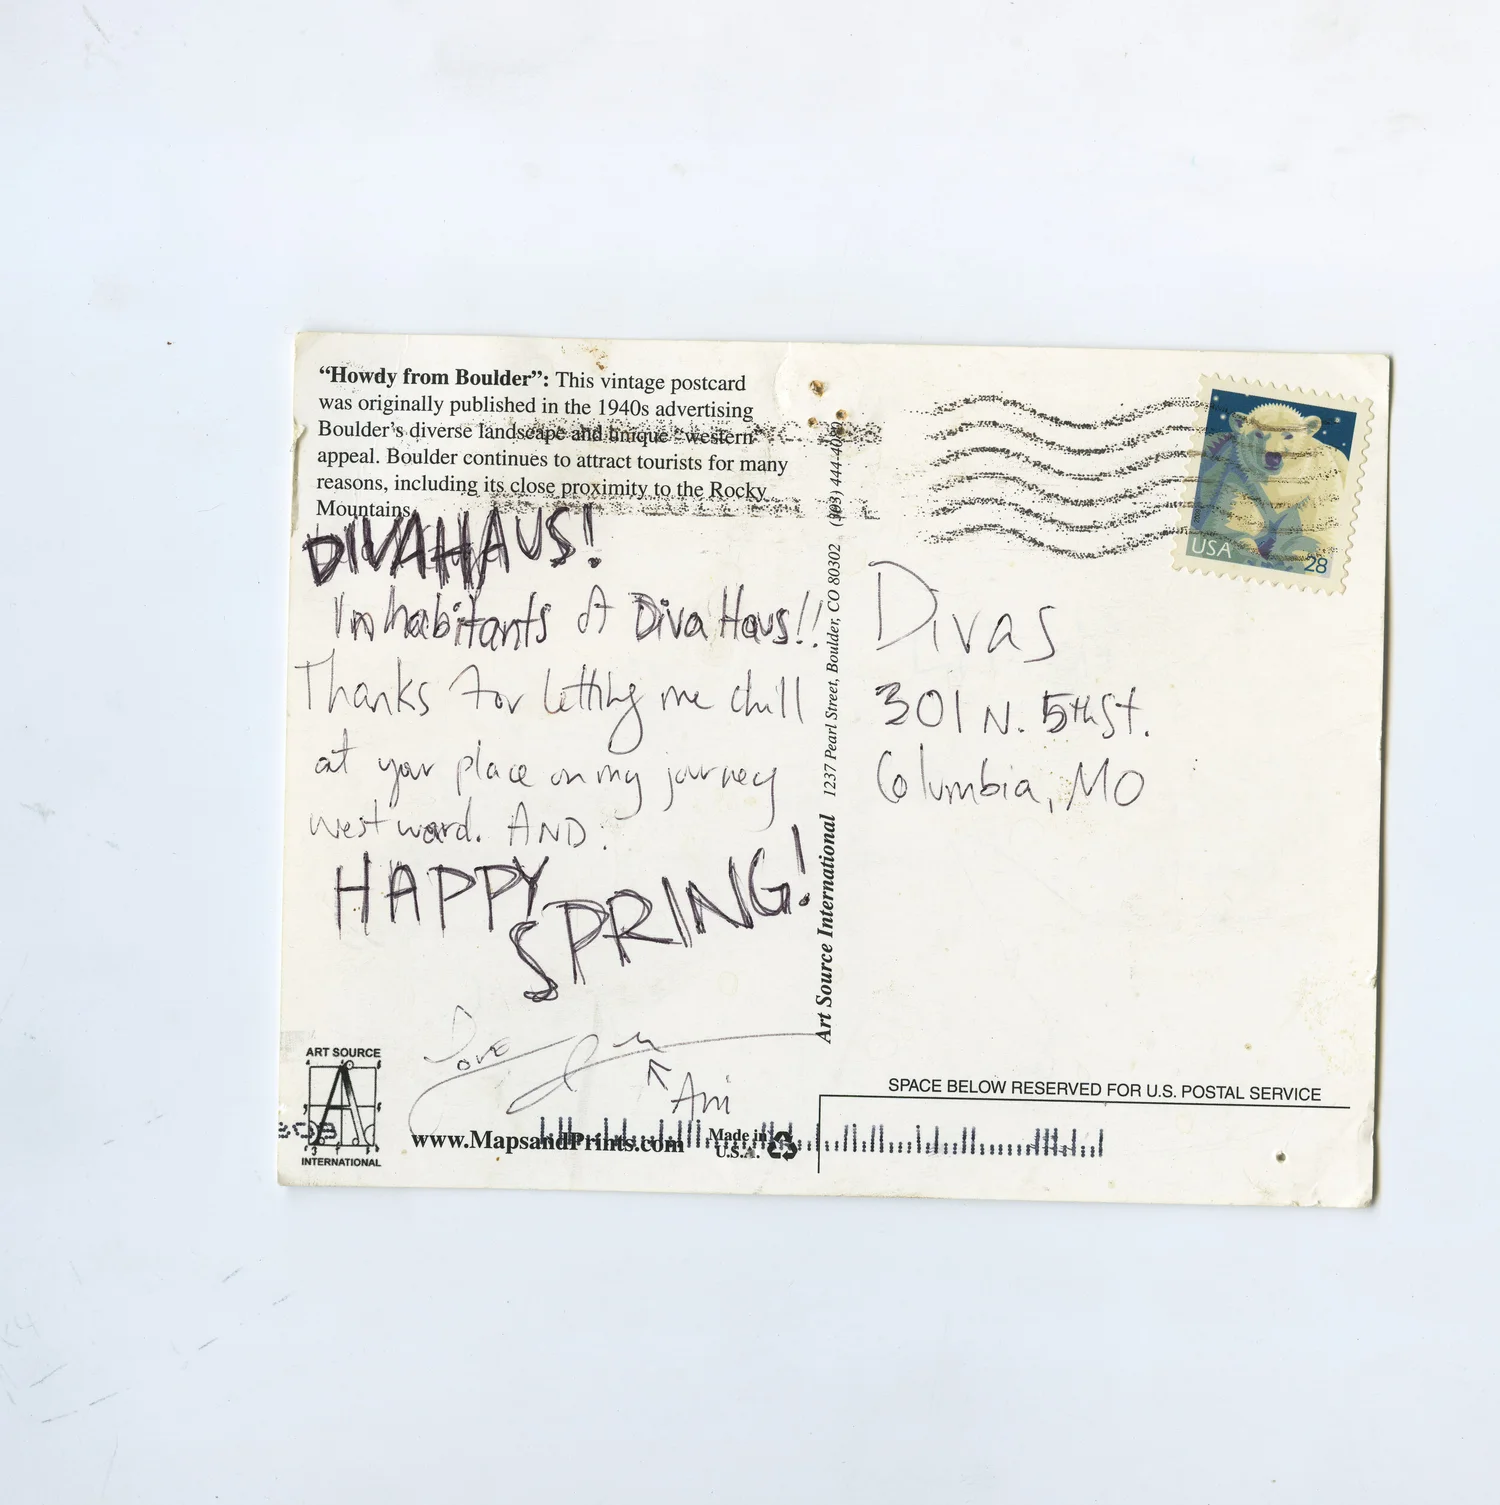 “Howdy from Boulder”: This vintage postcard
was originally published in the 1940s advertising
Boulder’s diverse landscape and unique “western”
appeal. Boulder continues to attract tourists for many
reasons, including its close proximity to the Rocky
Mountains.
DIVAHAUS!
Inhabitants of Diva Haus!!
Thanks for letting me chill
at your place on my journey
westward. AND:
HAPPY
SPRING!
Love
Ari
ART SOURCE
INTERNATIONAL
www.MapsandPrints.com
Made in
U.S.A.
Art Source International 1237 Pearl Street, Boulder, CO 80302 (303) 444-4080
USA
28
Divas
301 N. 5th St.
Columbia, MO
SPACE BELOW RESERVED FOR U.S. POSTAL SERVICE